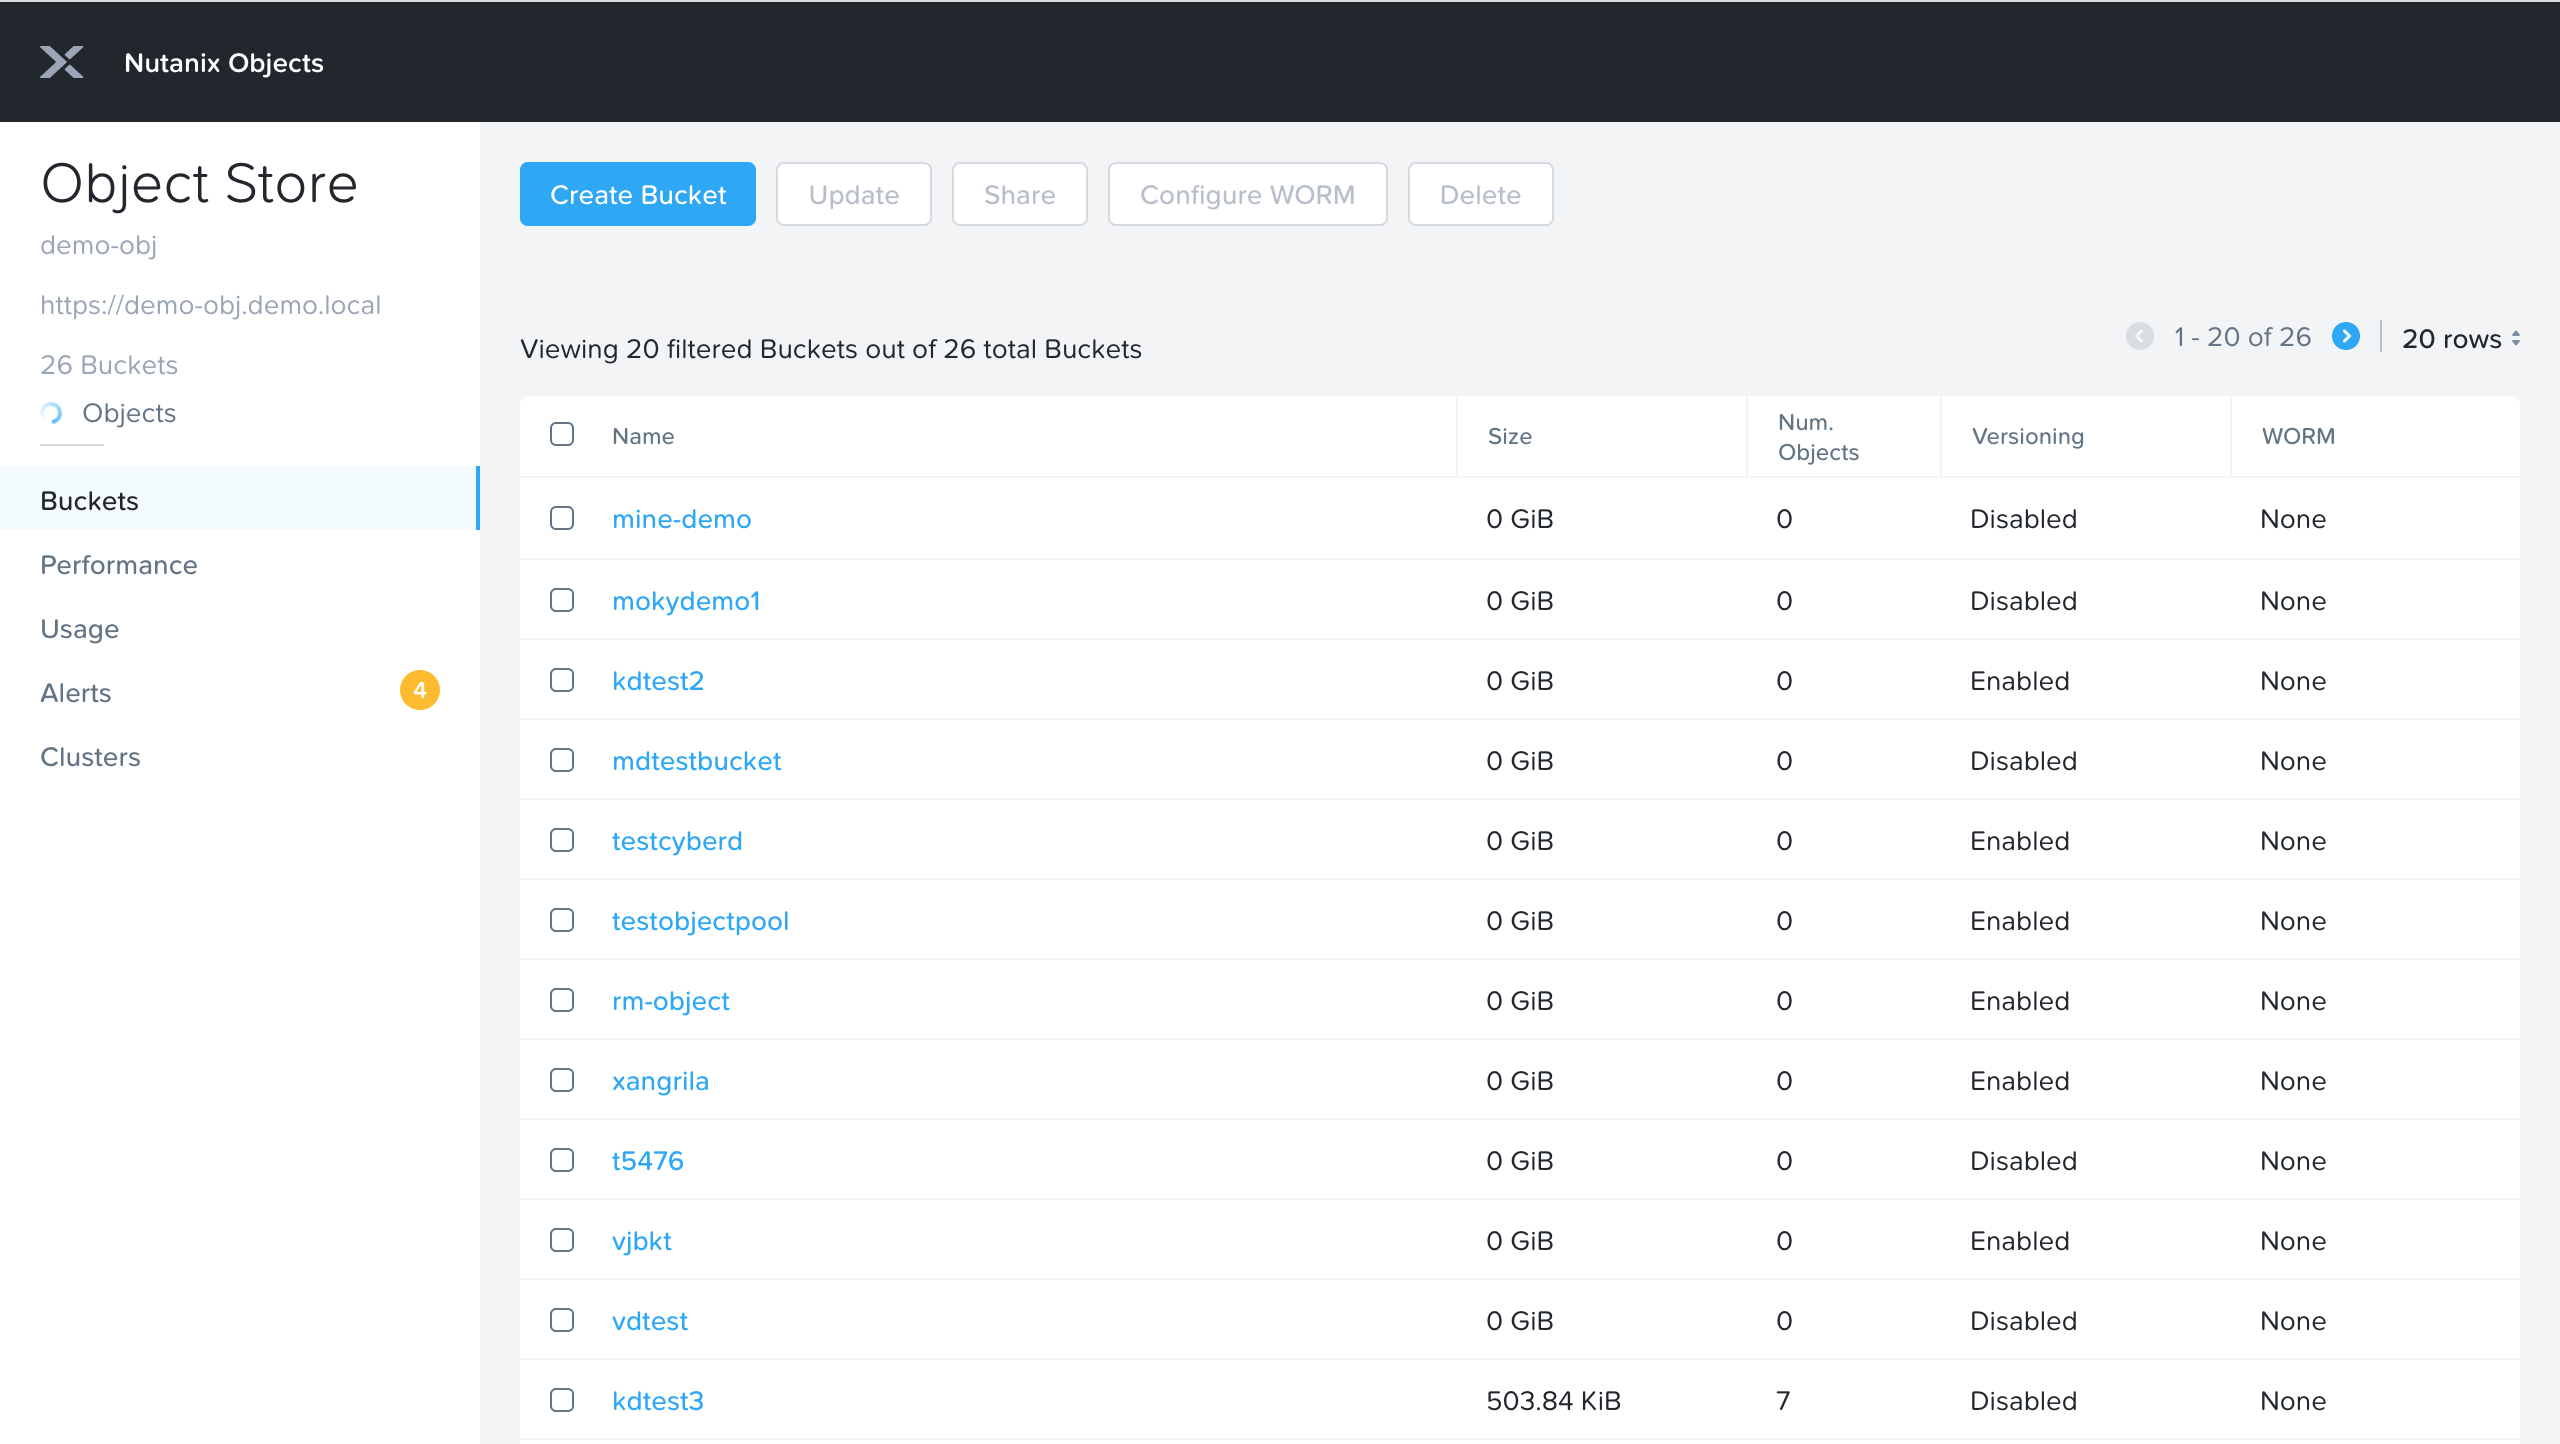 Nutanix Objects
Object Store
demo-obj
https://demo-obj.demo.local
26 Buckets
Objects
Buckets
Performance
Usage
Alerts 4
Clusters
Create Bucket Update Share Configure WORM Delete
Viewing 20 filtered Buckets out of 26 total Buckets
1 - 20 of 26 20 rows
Name Size Num. Objects Versioning WORM
mine-demo 0 GiB 0 Disabled None
mokydemo1 0 GiB 0 Disabled None
kdtest2 0 GiB 0 Enabled None
mdtestbucket 0 GiB 0 Disabled None
testcyberd 0 GiB 0 Enabled None
testobjectpool 0 GiB 0 Enabled None
rm-object 0 GiB 0 Enabled None
xangrila 0 GiB 0 Enabled None
t5476 0 GiB 0 Disabled None
vjbkt 0 GiB 0 Enabled None
vdtest 0 GiB 0 Disabled None
kdtest3 503.84 KiB 7 Disabled None